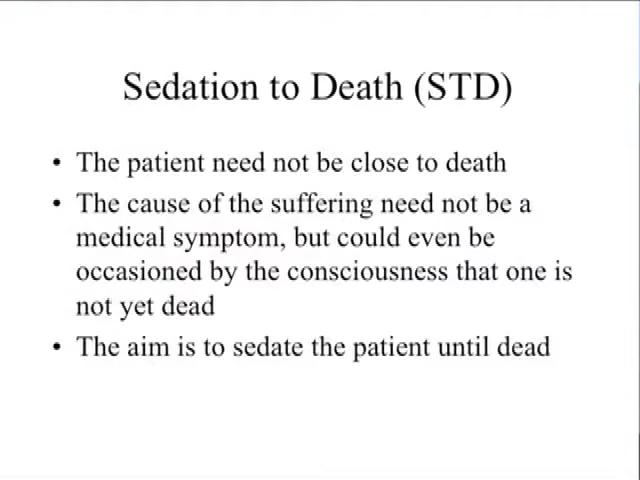 Sedation to Death (STD)
• The patient need not be close to death
• The cause of the suffering need not be a
medical symptom, but could even be
occasioned by the consciousness that one is
not yet dead
• The aim is to sedate the patient until dead